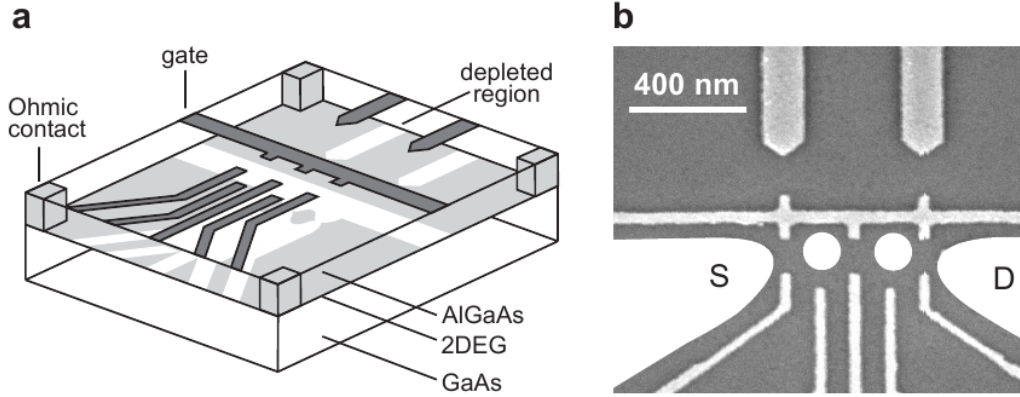 a
gate
Ohmic
contact
depleted
region
AlGaAs
2DEG
GaAs
b
400 nm
S
D